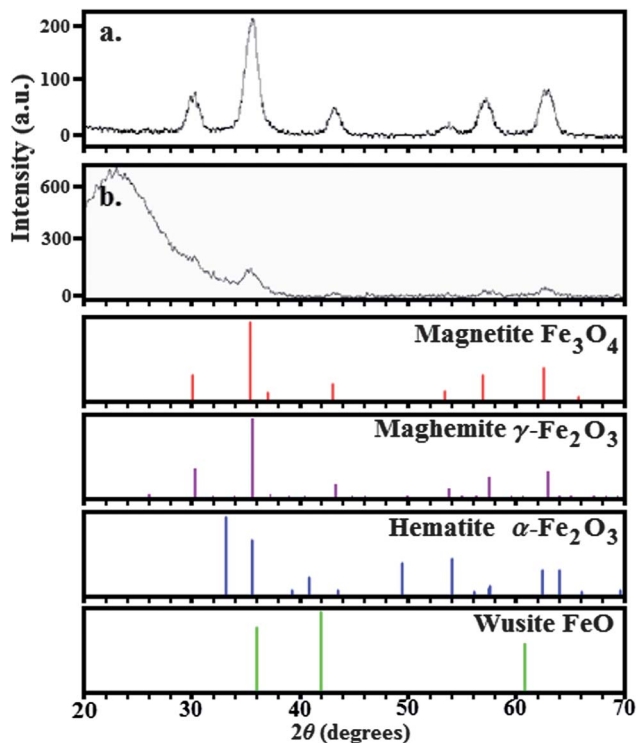 200
a.
100
0
Intensity (a.u.)
600
b.
300
0
Magnetite Fe₃O₄
Maghemite γ-Fe₂O₃
Hematite α-Fe₂O₃
Wusite FeO
20 30 40 50 60 70
2θ (degrees)